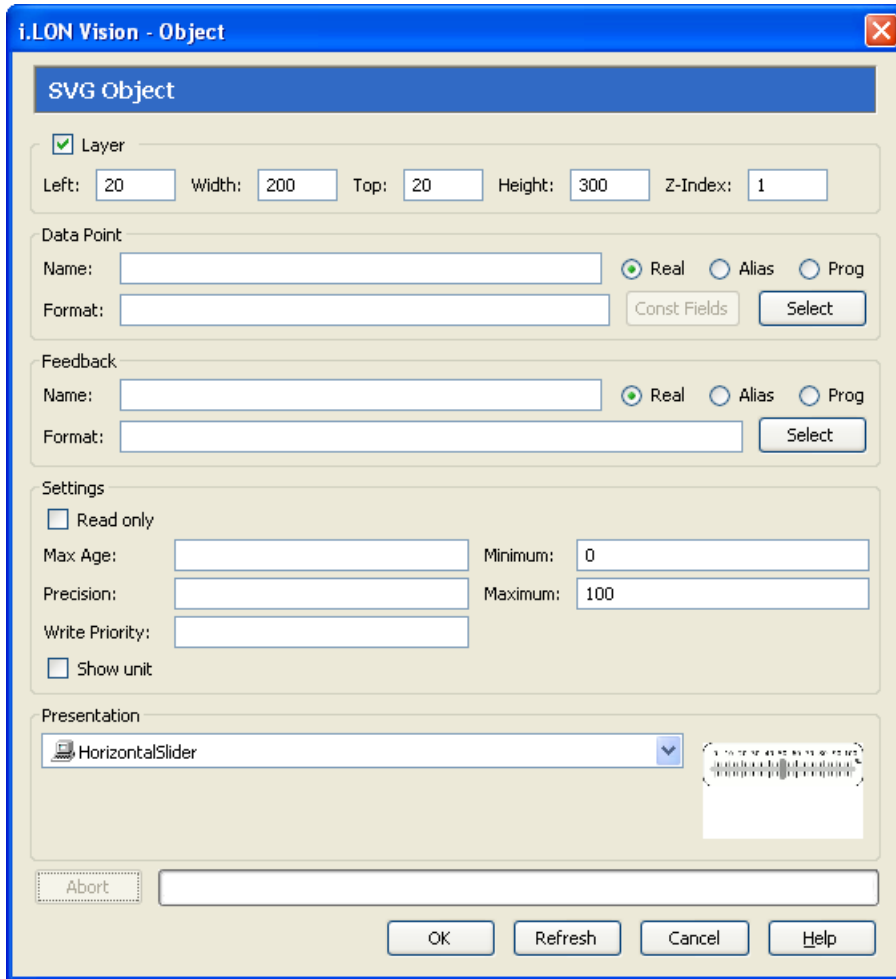 i.LON Vision - Object
SVG Object
Layer
Left: 20 Width: 200 Top: 20 Height: 300 Z-Index: 1
Data Point
Name: Real Alias Prog
Format: Const Fields Select
Feedback
Name: Real Alias Prog
Format: Select
Settings
Read only
Max Age: Minimum: 0
Precision: Maximum: 100
Write Priority:
Show unit
Presentation
HorizontalSlider
Abort
OK Refresh Cancel Help